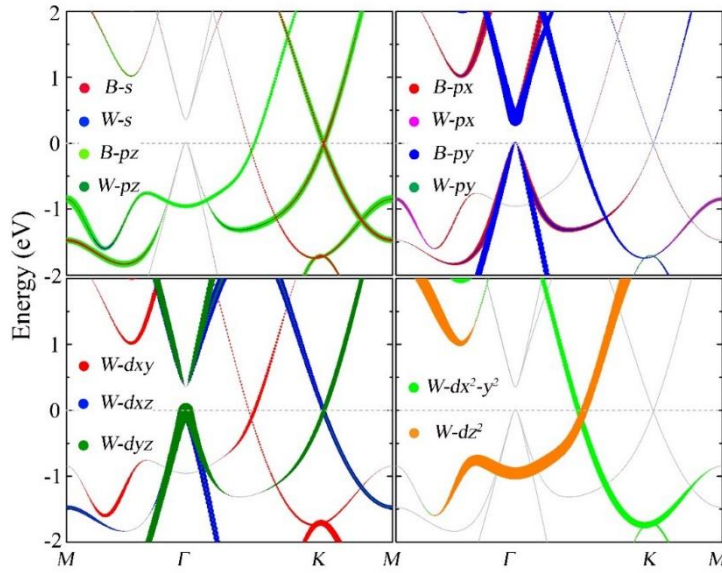 2
1
0
-1
-2
B-s
W-s
B-pz
W-pz
B-px
W-px
B-py
W-py
Energy (eV)
2
1
0
-1
-2
W-dxy
W-dxz
W-dyz
W-dx²-y²
W-dz²
M Γ K M Γ K M